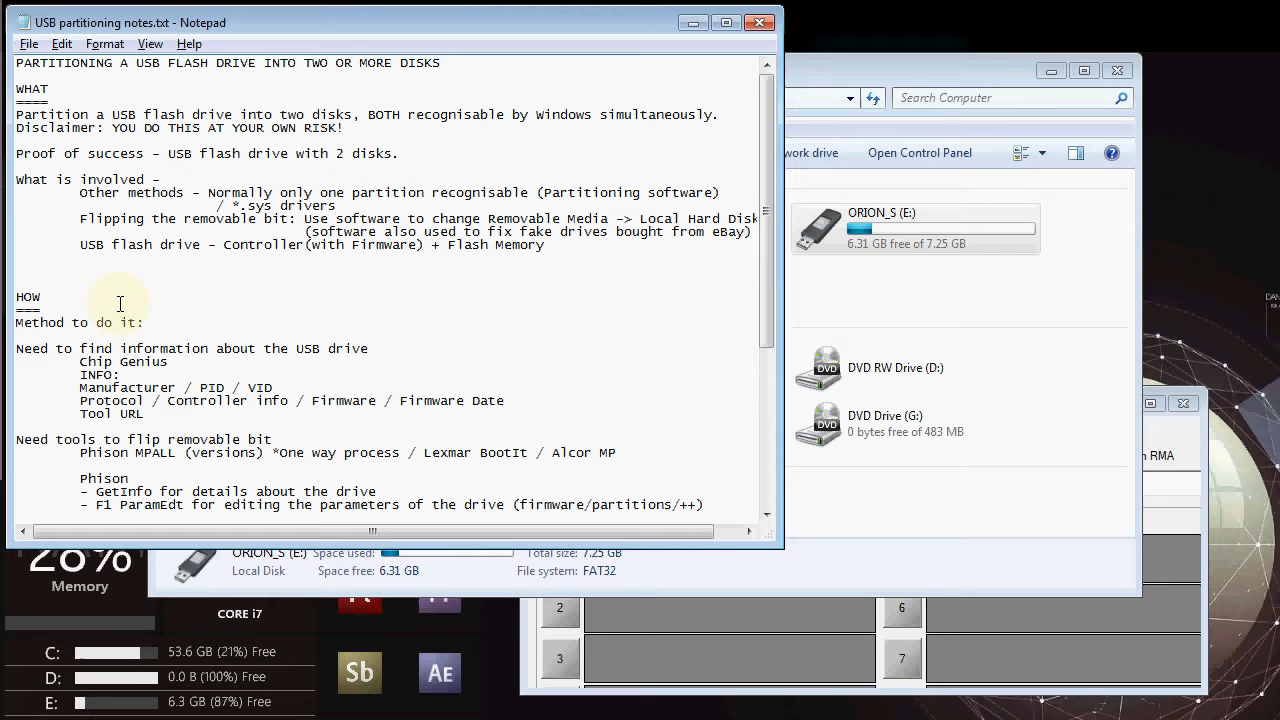 USB partitioning notes.txt - Notepad
File Edit Format View Help
PARTITIONING A USB FLASH DRIVE INTO TWO OR MORE DISKS
WHAT
====
Partition a USB flash drive into two disks, BOTH recognisable by Windows simultaneously.
Disclaimer: YOU DO THIS AT YOUR OWN RISK!
Proof of success - USB flash drive with 2 disks.
What is involved -
Other methods - Normally only one partition recognisable (Partitioning software)
/ *.sys drivers
Flipping the removable bit: Use software to change Removable Media -> Local Hard Disk
(software also used to fix fake drives bought from eBay)
USB flash drive - Controller(with Firmware) + Flash Memory
HOW
===
Method to do it:
Need to find information about the USB drive
Chip Genius
INFO:
Manufacturer / PID / VID
Protocol / Controller info / Firmware / Firmware Date
Tool URL
Need tools to flip removable bit
Phison MPALL (versions) *One way process / Lexmar BootIt / Alcor MP
Phison
- GetInfo for details about the drive
- F1 ParamEdt for editing the parameters of the drive (firmware/partitions/++)
Search Computer
work drive Open Control Panel
ORION_S (E:)
6.31 GB free of 7.25 GB
DVD RW Drive (D:)
DVD
DVD Drive (G:)
DVD
0 bytes free of 483 MB
RMA
ORION_S (E:) Space used: Total size: 7.25 GB
Local Disk Space free: 6.31 GB File system: FAT32
28%
Memory
CORE i7
C: 53.6 GB (21%) Free
D: 0.0 B (100%) Free
E: 6.3 GB (87%) Free
Sb AE
2 6
3 7